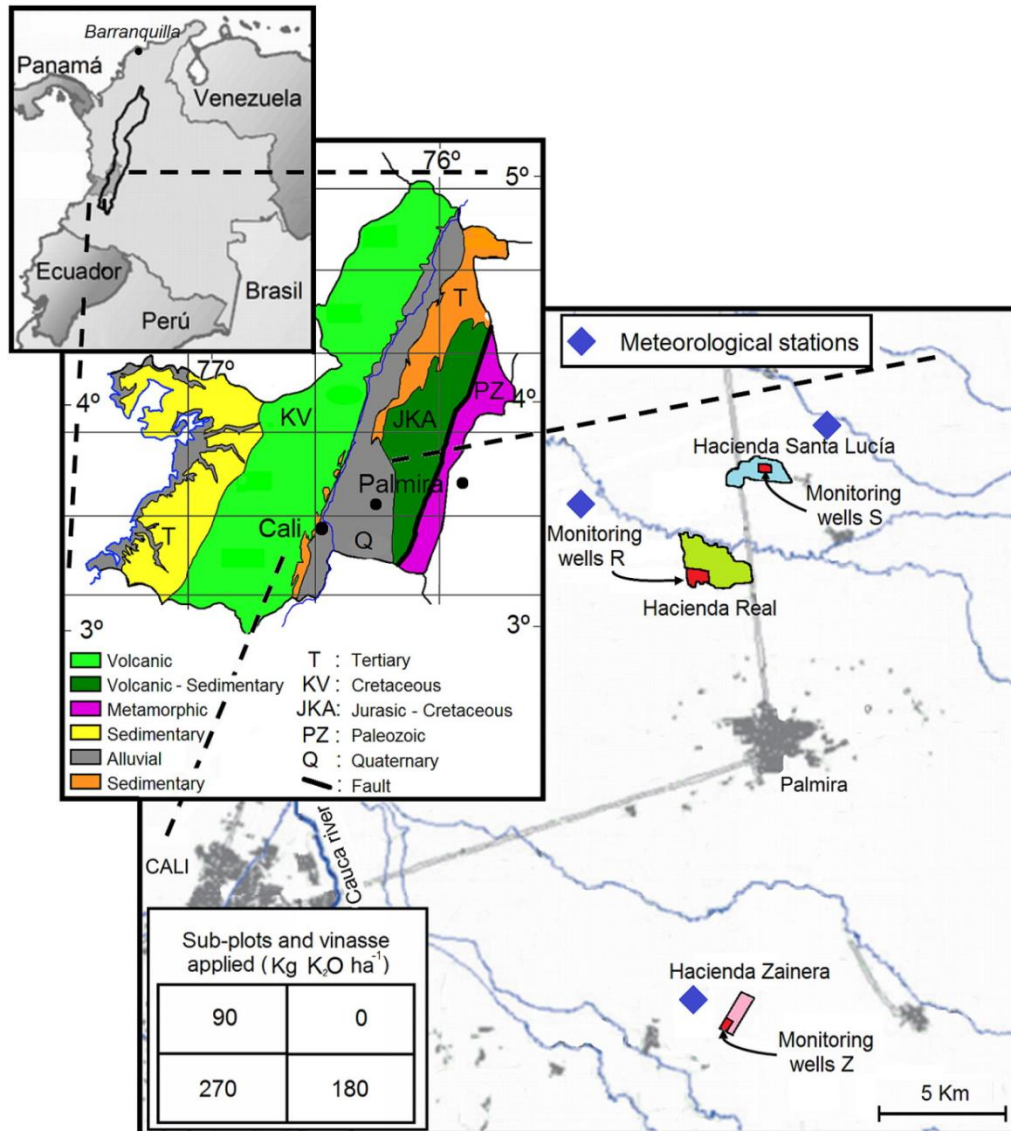 Barranquilla
Panamá
Venezuela
Ecuador
Perú
Brasil
76º
5º
77º
4º
4º
3º
3º
T
KV
JKA
PZ
Palmira
Cali
T
Q
Volcanic
Volcanic - Sedimentary
Metamorphic
Sedimentary
Alluvial
Sedimentary
T : Tertiary
KV : Cretaceous
JKA : Jurasic - Cretaceous
PZ : Paleozoic
Q : Quaternary
: Fault
Meteorological stations
Hacienda Santa Lucía
Monitoring
wells S
Monitoring
wells R
Hacienda Real
Palmira
CALI
Cauca river
Sub-plots and vinasse
applied (Kg K₂O ha⁻¹)
90 0
270 180
Hacienda Zainera
Monitoring
wells Z
5 Km